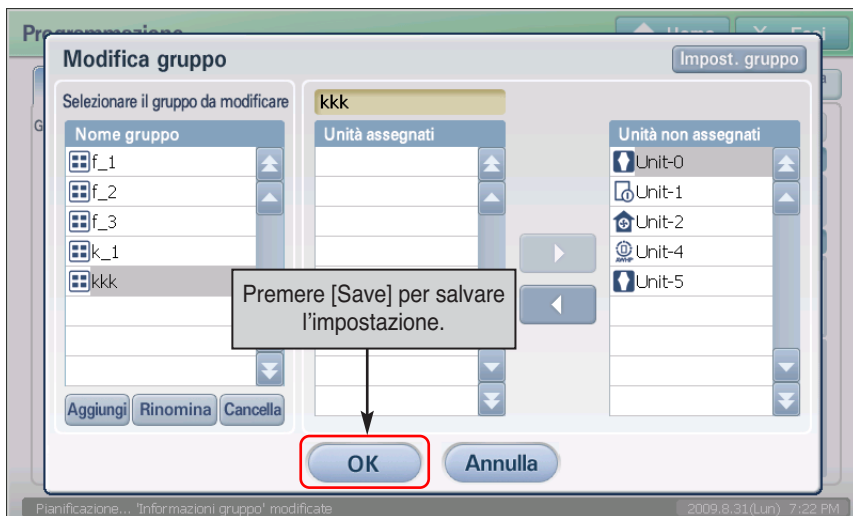 Programmazione
Home
X Esci
Modifica gruppo
Impost. gruppo
Selezionare il gruppo da modificare
kkk
Nome gruppo
Unità assegnati
Unità non assegnati
f_1
f_2
f_3
k_1
kkk
Unit-0
Unit-1
Unit-2
Unit-4
Unit-5
Premere [Save] per salvare
l'impostazione.
Aggiungi
Rinomina
Cancella
OK
Annulla
Pianificazione... 'Informazioni gruppo' modificate
2009.8.31(Lun) 7:22 PM